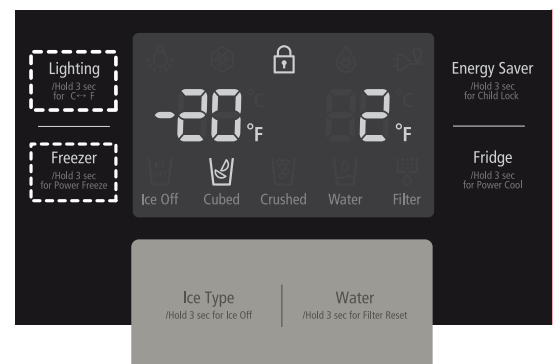 Lighting
/Hold 3 sec
for C↔F
Energy Saver
/Hold 3 sec
for Child Lock
-20 °F
2 °F
Freezer
/Hold 3 sec
for Power Freeze
Fridge
/Hold 3 sec
for Power Cool
Ice Off Cubed Crushed Water Filter
Ice Type
/Hold 3 sec for Ice Off
Water
/Hold 3 sec for Filter Reset